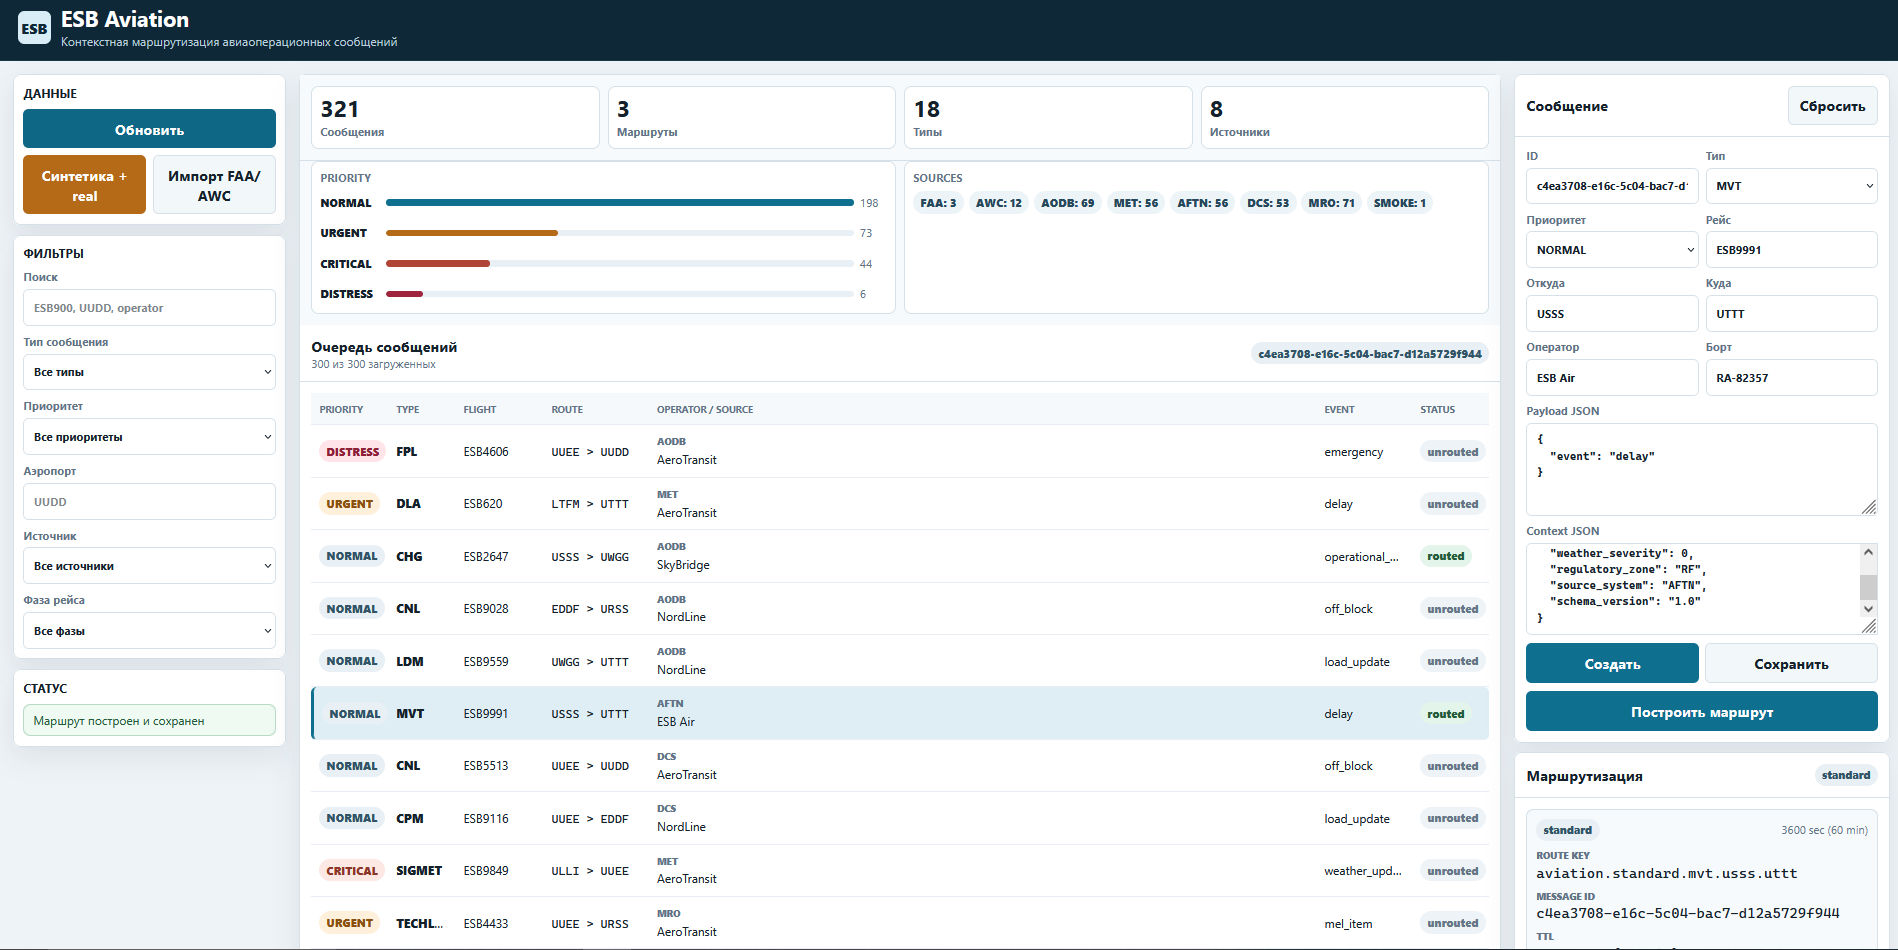 ESB
ESB Aviation
Контекстная маршрутизация авиаоперационных сообщений
ДАННЫЕ
Обновить
Синтетика +
real
Импорт FAA/
AWC
ФИЛЬТРЫ
Поиск
ESB900, UUDD, operator
Тип сообщения
Все типы
Приоритет
Все приоритеты
Аэропорт
UUDD
Источник
Все источники
Фаза рейса
Все фазы
СТАТУС
Маршрут построен и сохранен
321
Сообщения
3
Маршруты
18
Типы
8
Источники
PRIORITY
NORMAL 198
URGENT 73
CRITICAL 44
DISTRESS 6
SOURCES
FAA: 3 AWC: 12 AODB: 69 MET: 56 AFTN: 56 DCS: 53 MRO: 71 SMOKE: 1
Очередь сообщений
300 из 300 загруженных
c4ea3708-e16c-5c04-bac7-d12a5729f944
PRIORITY TYPE FLIGHT ROUTE OPERATOR / SOURCE EVENT STATUS
DISTRESS FPL ESB4606 UUEE > UUDD AODB AeroTransit emergency unrouted
URGENT DLA ESB620 LTFM > UTTT MET AeroTransit delay unrouted
NORMAL CHG ESB2647 USSS > UWGG AODB SkyBridge operational_... routed
NORMAL CNL ESB9028 EDDF > URSS AODB NordLine off_block unrouted
NORMAL LDM ESB9559 UWGG > UTTT AODB NordLine load_update unrouted
NORMAL MVT ESB9991 USSS > UTTT AFTN ESB Air delay routed
NORMAL CNL ESB5513 UUEE > UUDD DCS AeroTransit off_block unrouted
NORMAL CPM ESB9116 UUEE > EDDF DCS NordLine load_update unrouted
CRITICAL SIGMET ESB9849 ULLI > UUEE MET AeroTransit weather_upd... unrouted
URGENT TECHL... ESB4433 UUEE > URSS MRO AeroTransit mel_item unrouted
Сообщение
Сбросить
ID Тип
c4ea3708-e16c-5c04-bac7-d1 MVT
Приоритет Рейс
NORMAL ESB9991
Откуда Куда
USSS UTTT
Оператор Борт
ESB Air RA-82357
Payload JSON
{
"event": "delay"
}
Context JSON
"weather_severity": 0,
"regulatory_zone": "RF",
"source_system": "AFTN",
"schema_version": "1.0"
}
Создать Сохранить
Построить маршрут
Маршрутизация standard
standard 3600 sec (60 min)
ROUTE KEY
aviation.standard.mvt.usss.uttt
MESSAGE ID
c4ea3708-e16c-5c04-bac7-d12a5729f944
TTL